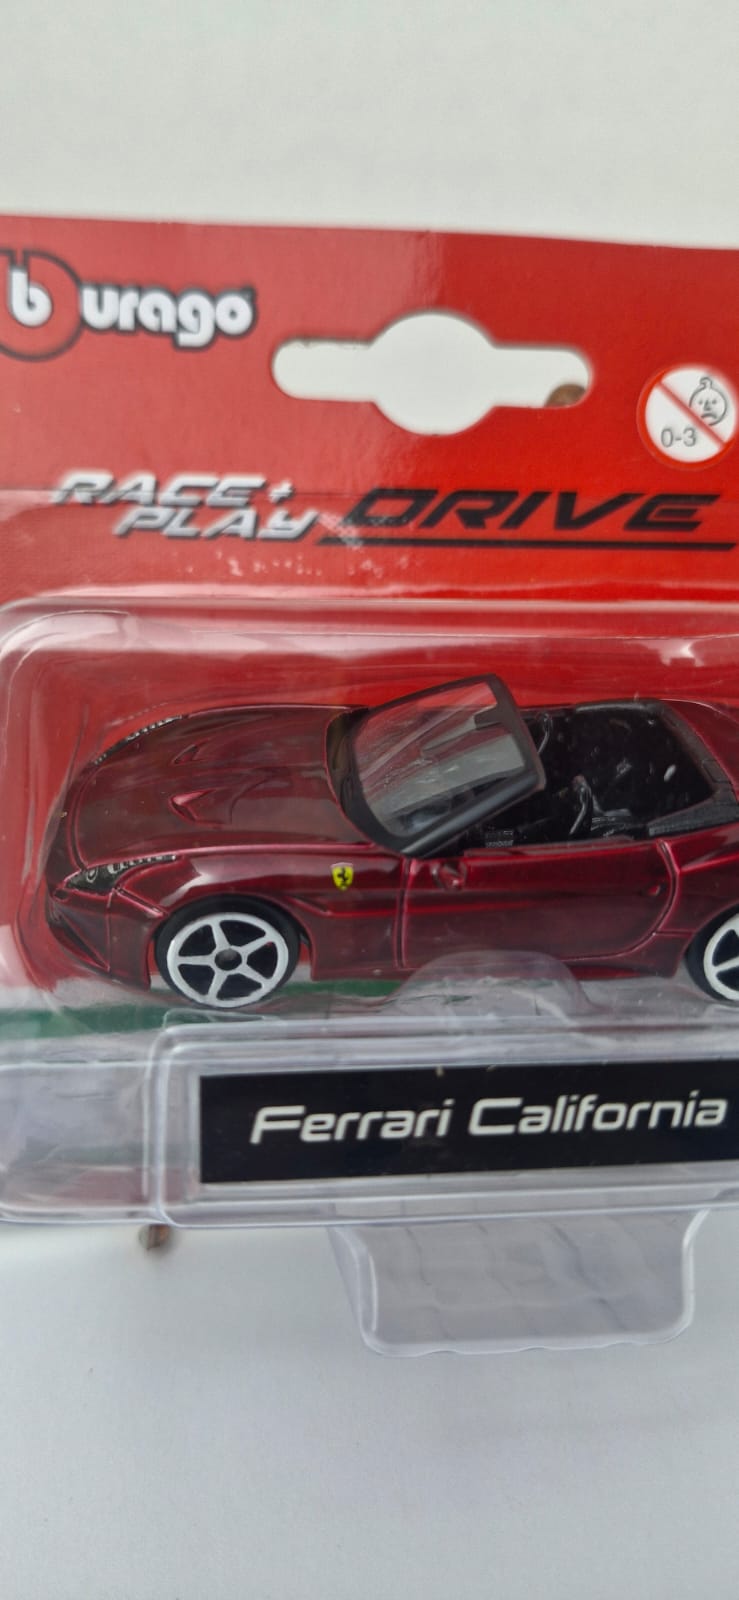 burago
0-3
RACE+
PLAY DRIVE
Ferrari California